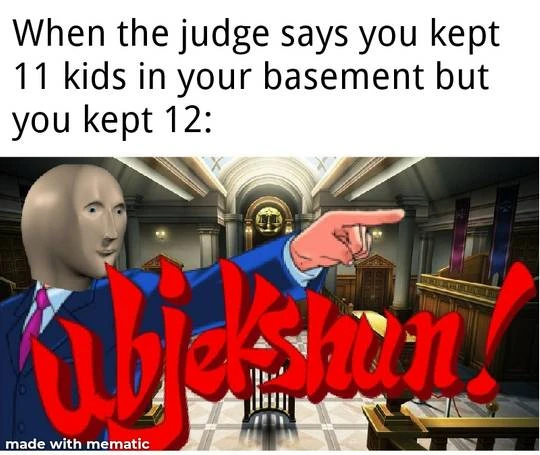 When the judge says you kept
11 kids in your basement but
you kept 12:
ubjekshun!
made with mematic